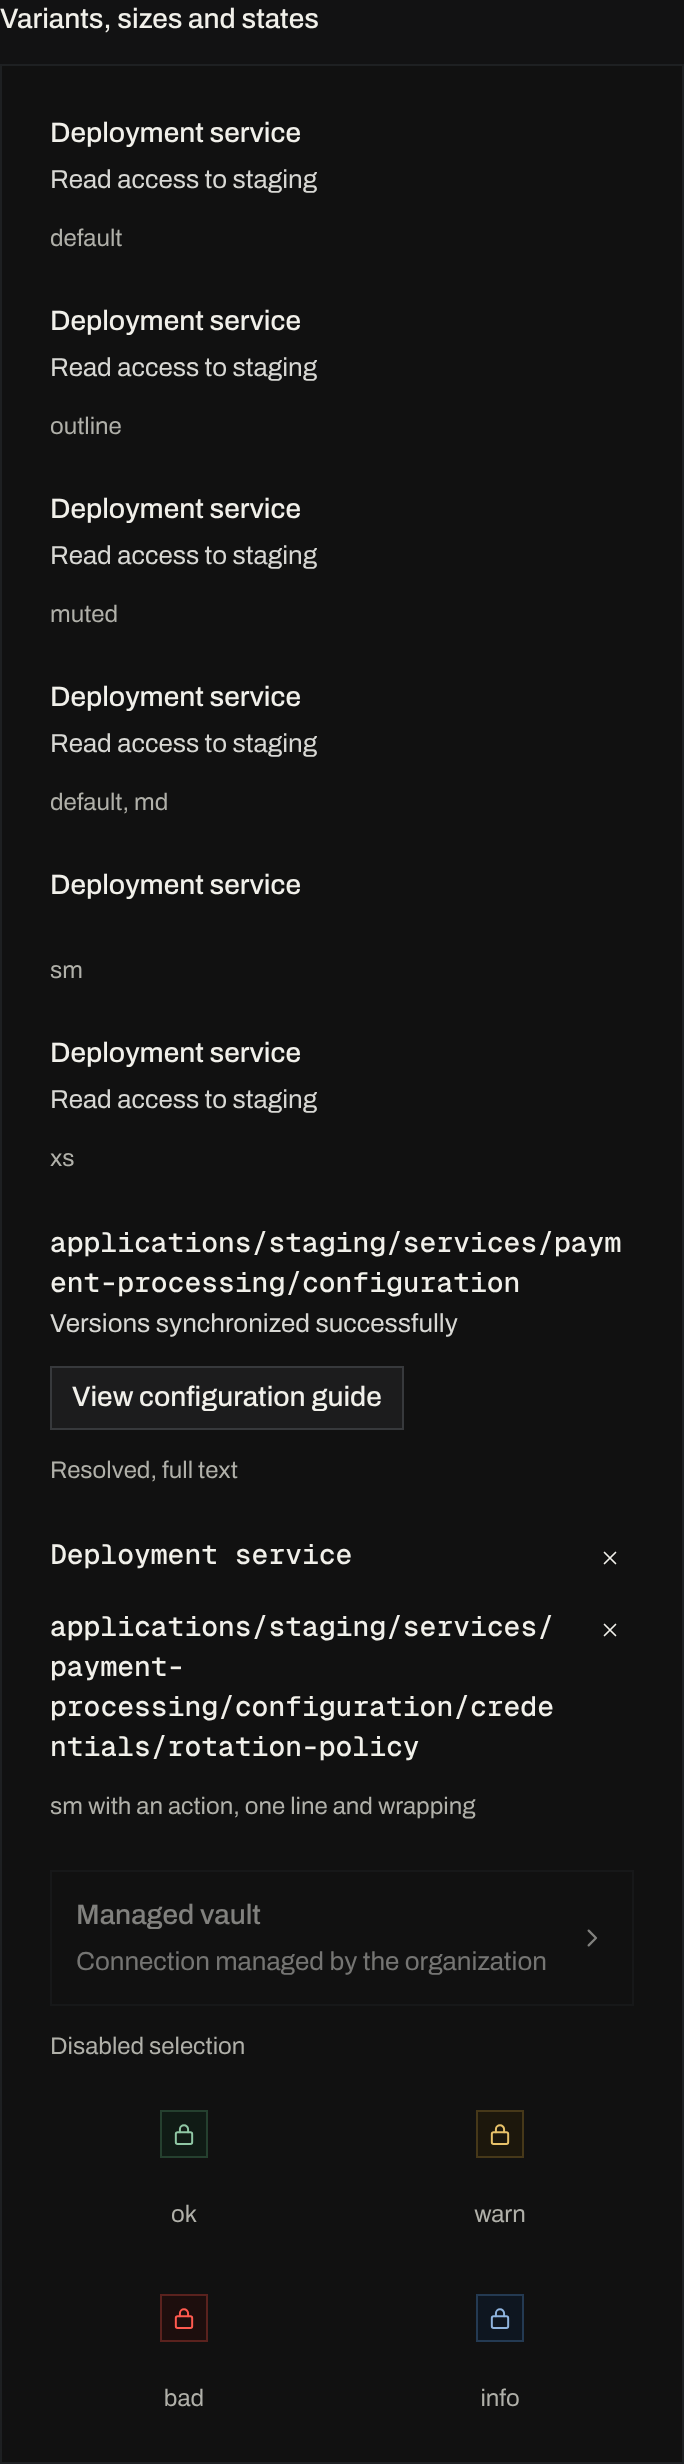 Variants, sizes and states
Deployment service
Read access to staging
default
Deployment service
Read access to staging
outline
Deployment service
Read access to staging
muted
Deployment service
Read access to staging
default, md
Deployment service
sm
Deployment service
Read access to staging
xs
applications/staging/services/paym
ent-processing/configuration
Versions synchronized successfully
View configuration guide
Resolved, full text
Deployment service
applications/staging/services/
payment-
processing/configuration/crede
ntials/rotation-policy
sm with an action, one line and wrapping
Managed vault
Connection managed by the organization
Disabled selection
ok
warn
bad
info